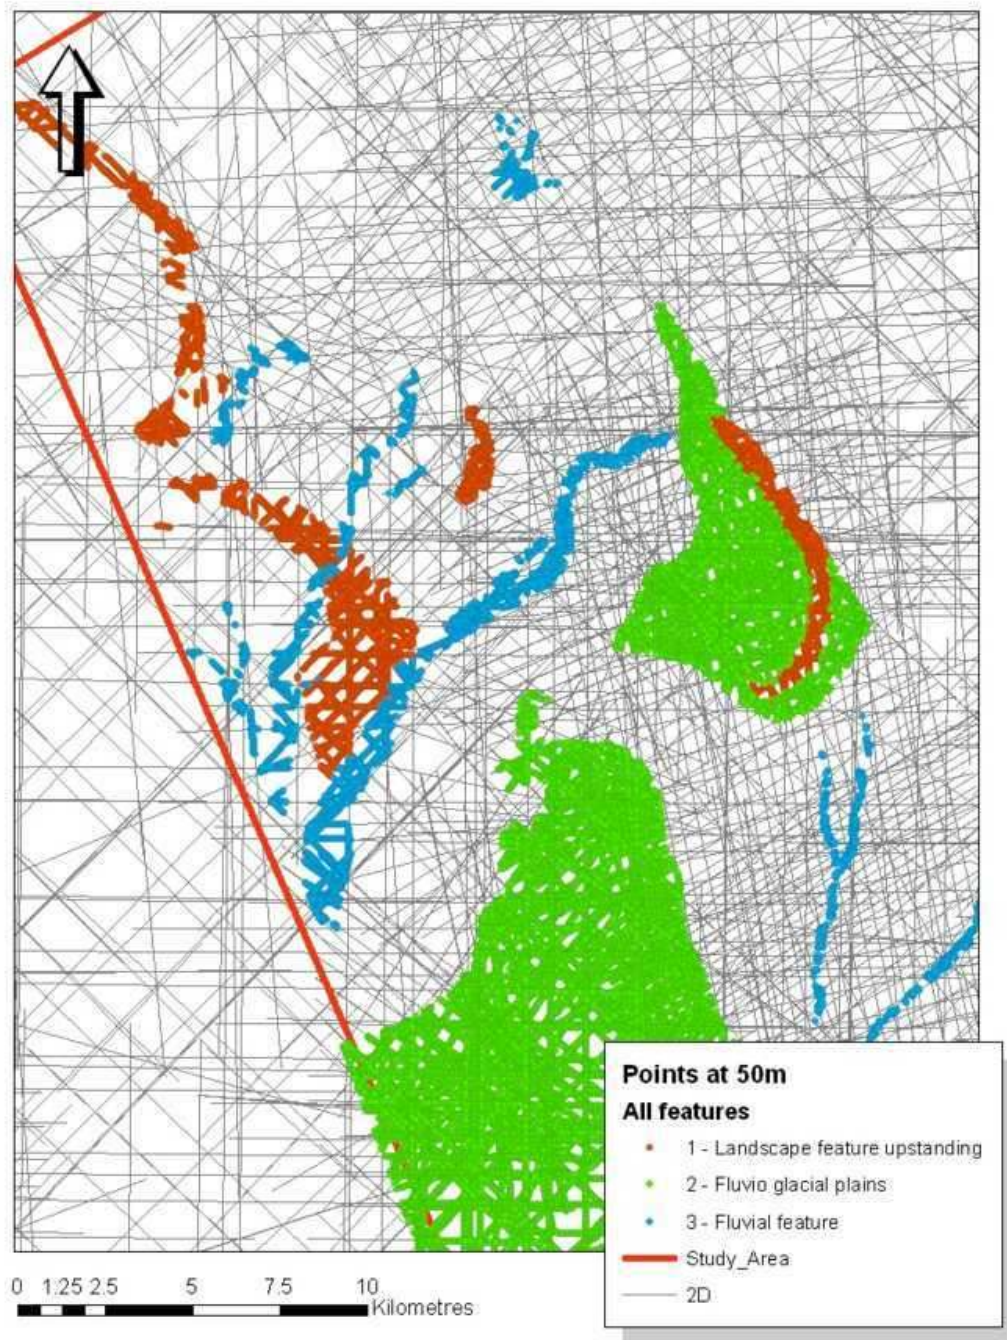 Points at 50m
All features
1 - Landscape feature upstanding
2 - Fluvio glacial plains
3 - Fluvial feature
Study_Area
2D
0 1.25 2.5 5 7.5 10
Kilometres